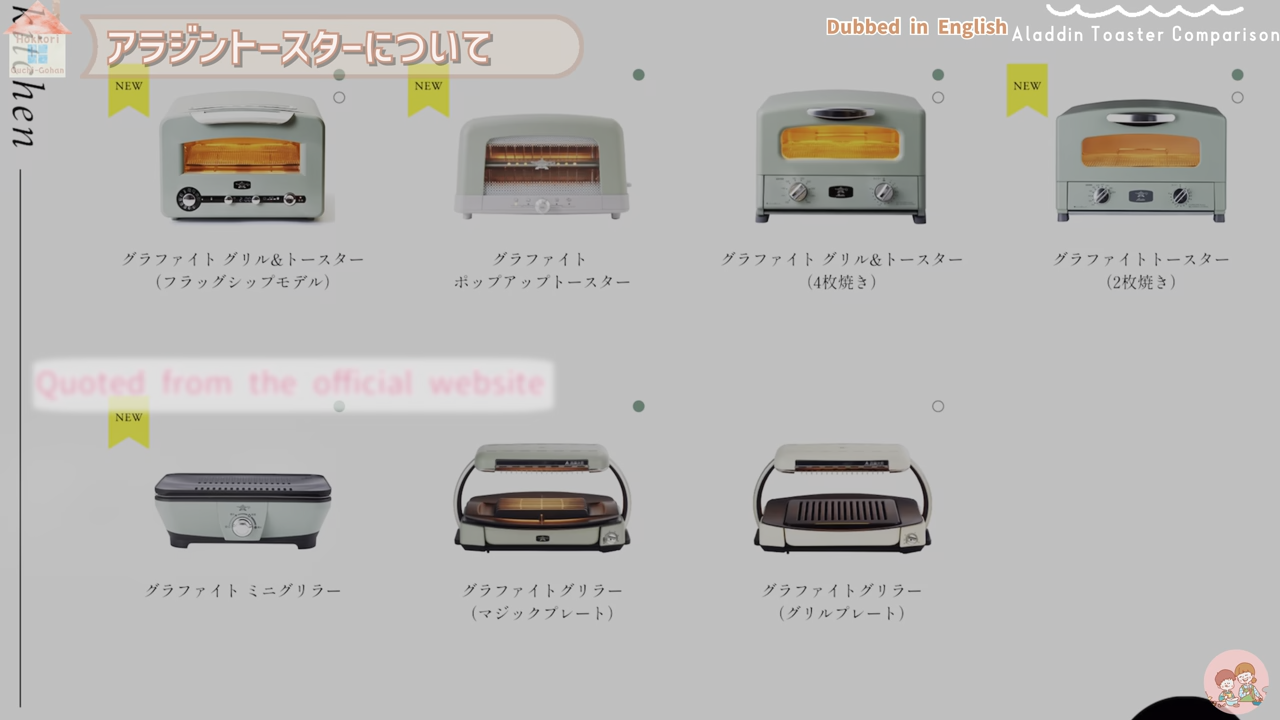 Kitchen
Hokkori
Ouchi-Gohan
アラジントースターについて
Dubbed in English
Aladdin Toaster Comparison
NEW
NEW
NEW
グラファイト グリル&トースター
(フラッグシップモデル)
グラファイト
ポップアップトースター
グラファイト グリル&トースター
(4枚焼き)
グラファイトトースター
(2枚焼き)
Quoted from the official website
NEW
グラファイト ミニグリラー
グラファイトグリラー
(マジックプレート)
グラファイトグリラー
(グリルプレート)